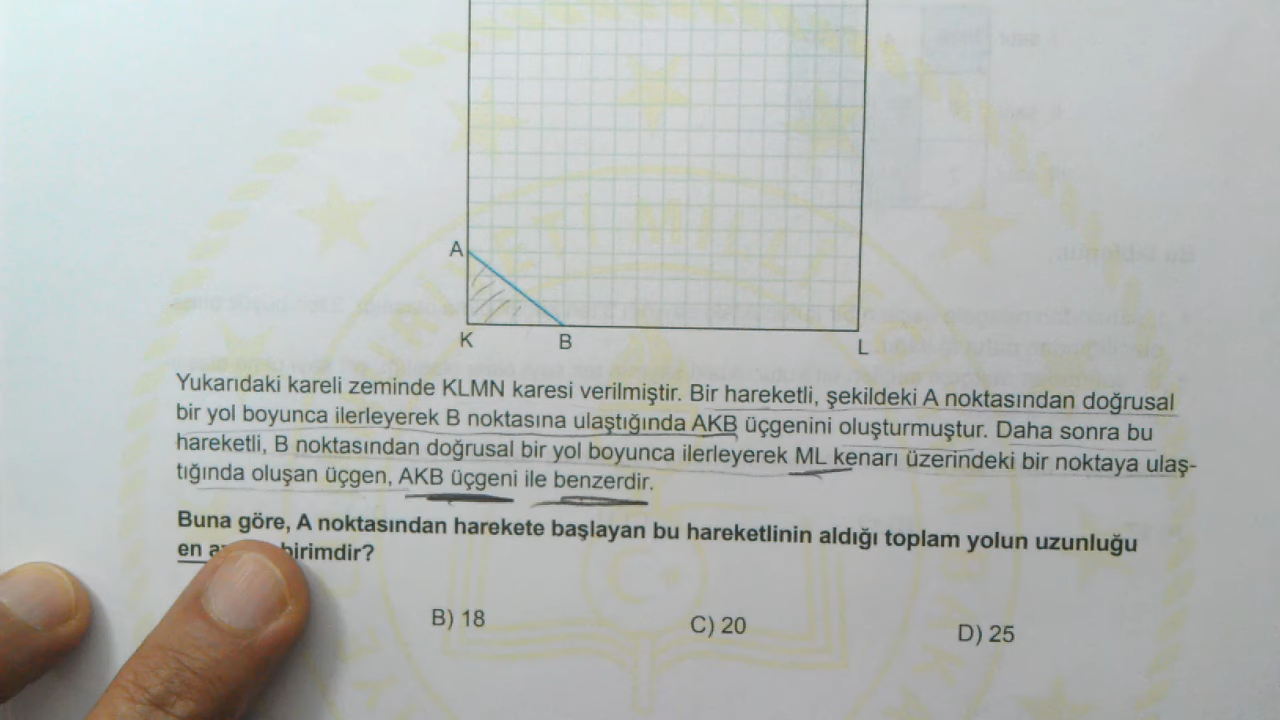 A
K B L
Yukarıdaki kareli zeminde KLMN karesi verilmiştir. Bir hareketli, şekildeki A noktasından doğrusal
bir yol boyunca ilerleyerek B noktasına ulaştığında AKB üçgenini oluşturmuştur. Daha sonra bu
hareketli, B noktasından doğrusal bir yol boyunca ilerleyerek ML kenarı üzerindeki bir noktaya ulaş-
tığında oluşan üçgen, AKB üçgeni ile benzerdir.
Buna göre, A noktasından harekete başlayan bu hareketlinin aldığı toplam yolun uzunluğu
en birimdir?
B) 18 C) 20 D) 25